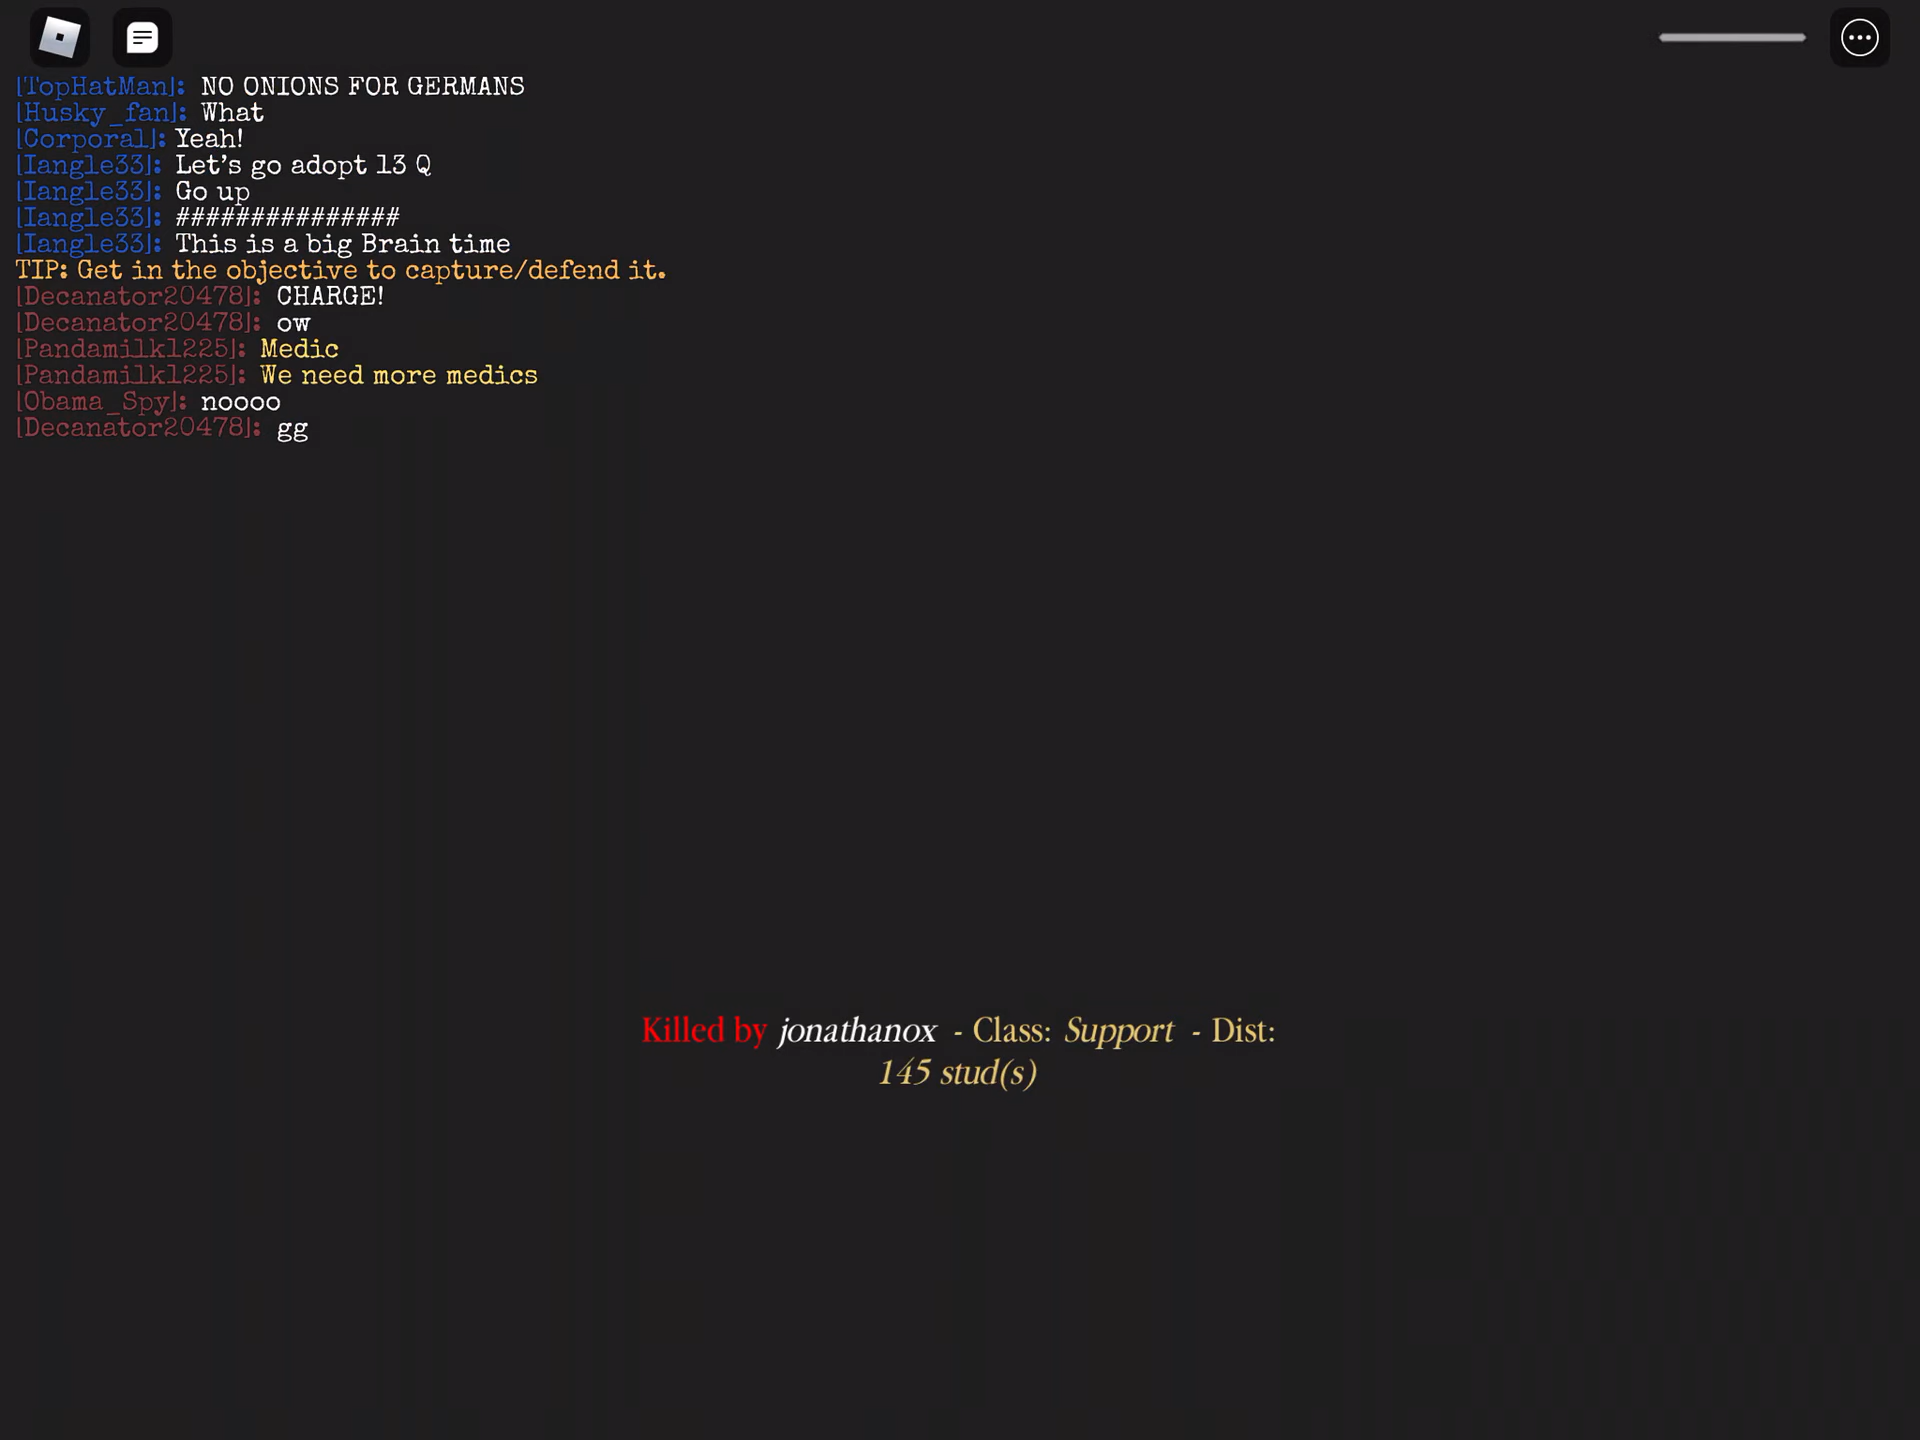 [TopHatMan]: NO ONIONS FOR GERMANS
[Husky_fan]: What
[Corporal]: Yeah!
[Iangle33]: Let's go adopt 13 Q
[Iangle33]: Go up
[Iangle33]: ###############
[Iangle33]: This is a big Brain time
TIP: Get in the objective to capture/defend it.
[Decanator20478]: CHARGE!
[Decanator20478]: ow
[Pandamilk1225]: Medic
[Pandamilk1225]: We need more medics
[Obama_Spy]: noooo
[Decanator20478]: gg
Killed by jonathanox - Class: Support - Dist:
145 stud(s)